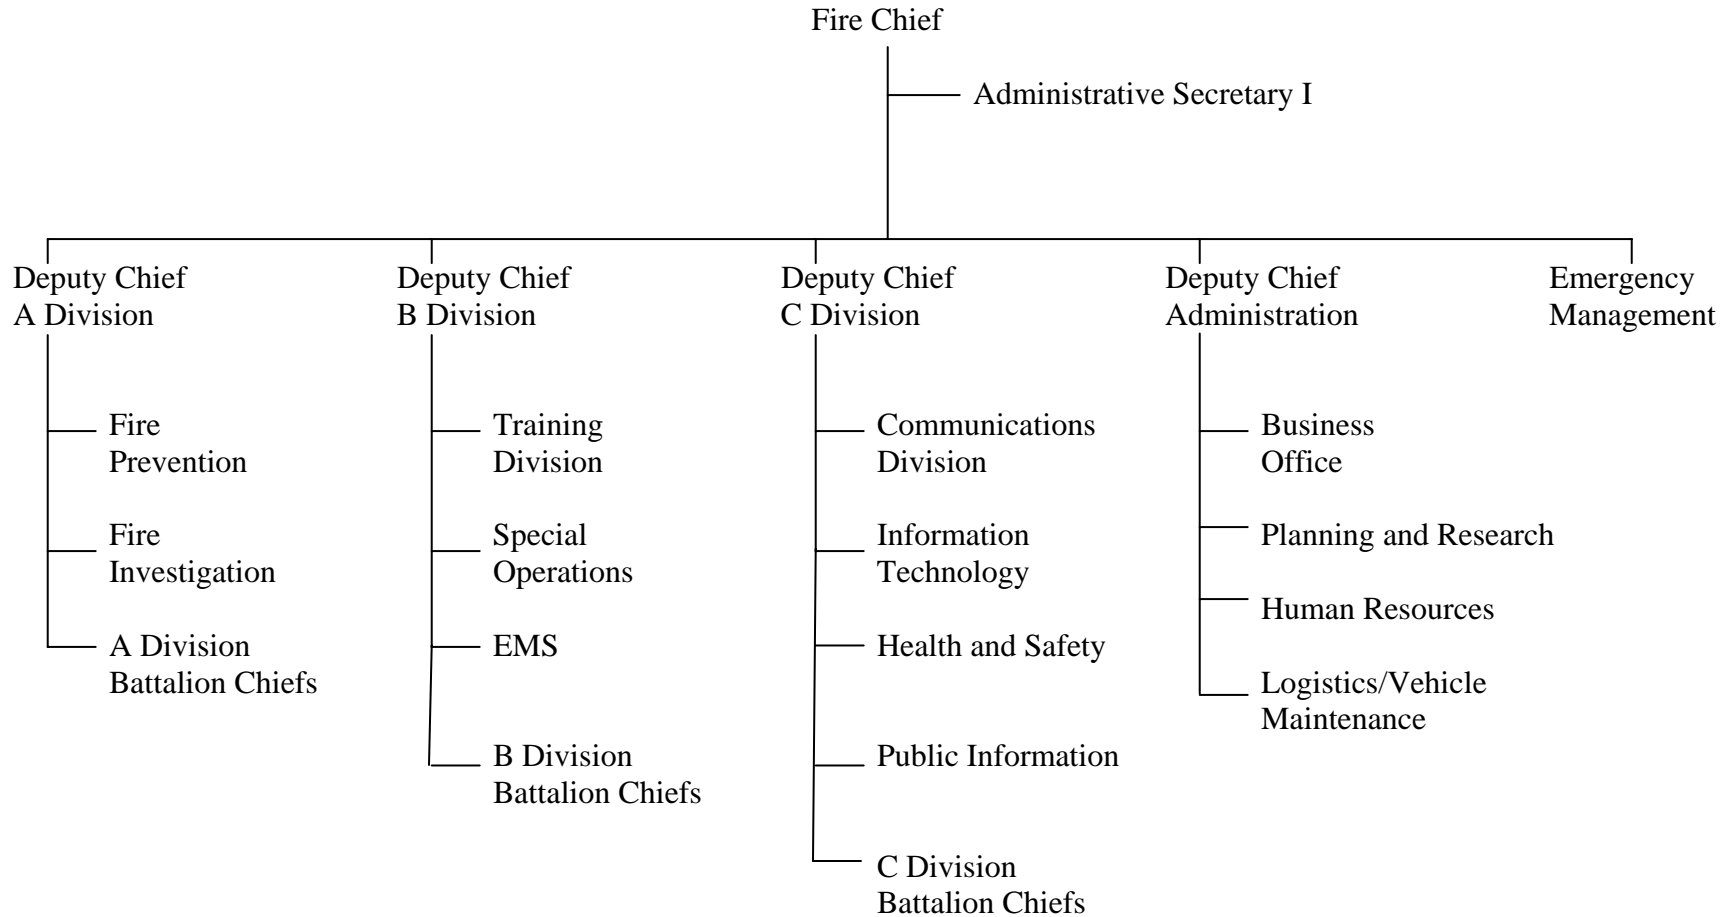 Fire Chief
Administrative Secretary I
Deputy Chief
A Division
Fire
Prevention
Fire
Investigation
A Division
Battalion Chiefs
Deputy Chief
B Division
Training
Division
Special
Operations
EMS
B Division
Battalion Chiefs
Deputy Chief
C Division
Communications
Division
Information
Technology
Health and Safety
Public Information
C Division
Battalion Chiefs
Deputy Chief
Administration
Business
Office
Planning and Research
Human Resources
Logistics/Vehicle
Maintenance
Emergency
Management